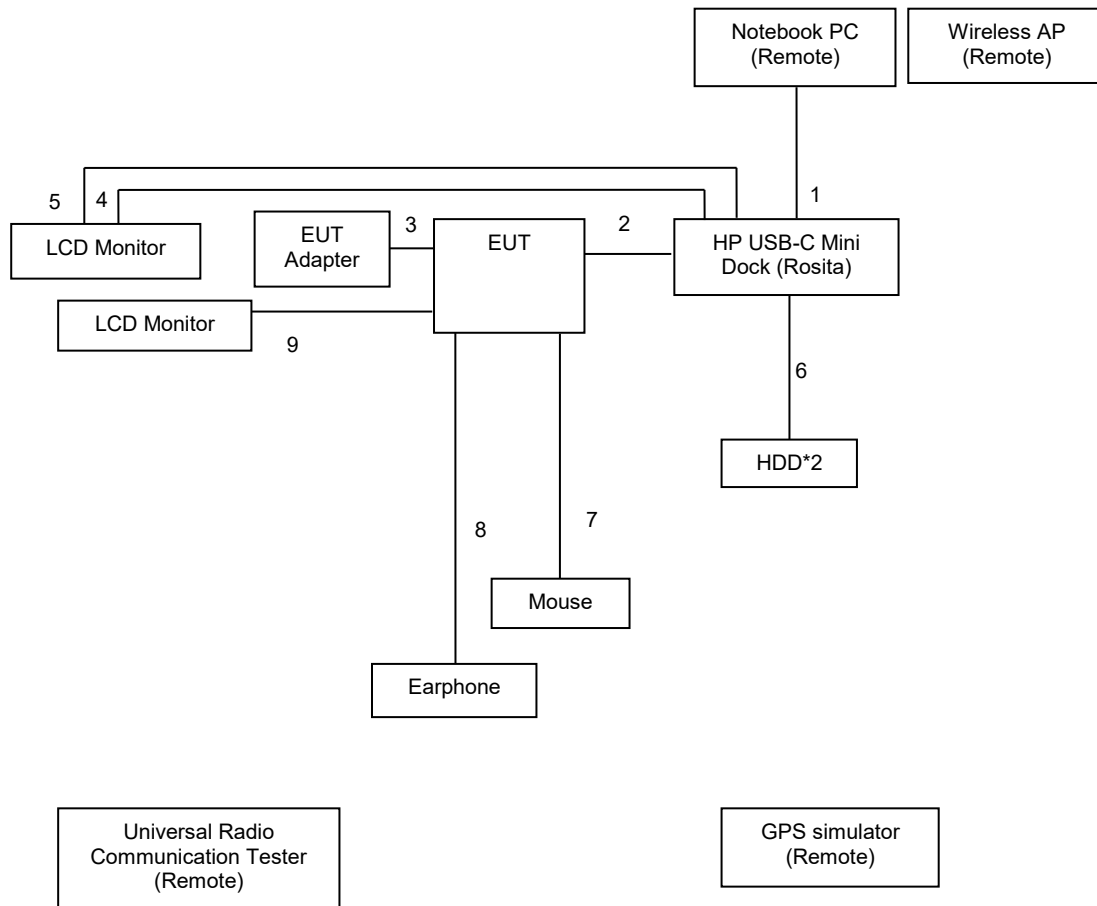 Notebook PC
(Remote)
Wireless AP
(Remote)
5
4
1
LCD Monitor
EUT
Adapter
3
EUT
2
HP USB-C Mini
Dock (Rosita)
LCD Monitor
9
6
HDD*2
8
7
Mouse
Earphone
Universal Radio
Communication Tester
(Remote)
GPS simulator
(Remote)